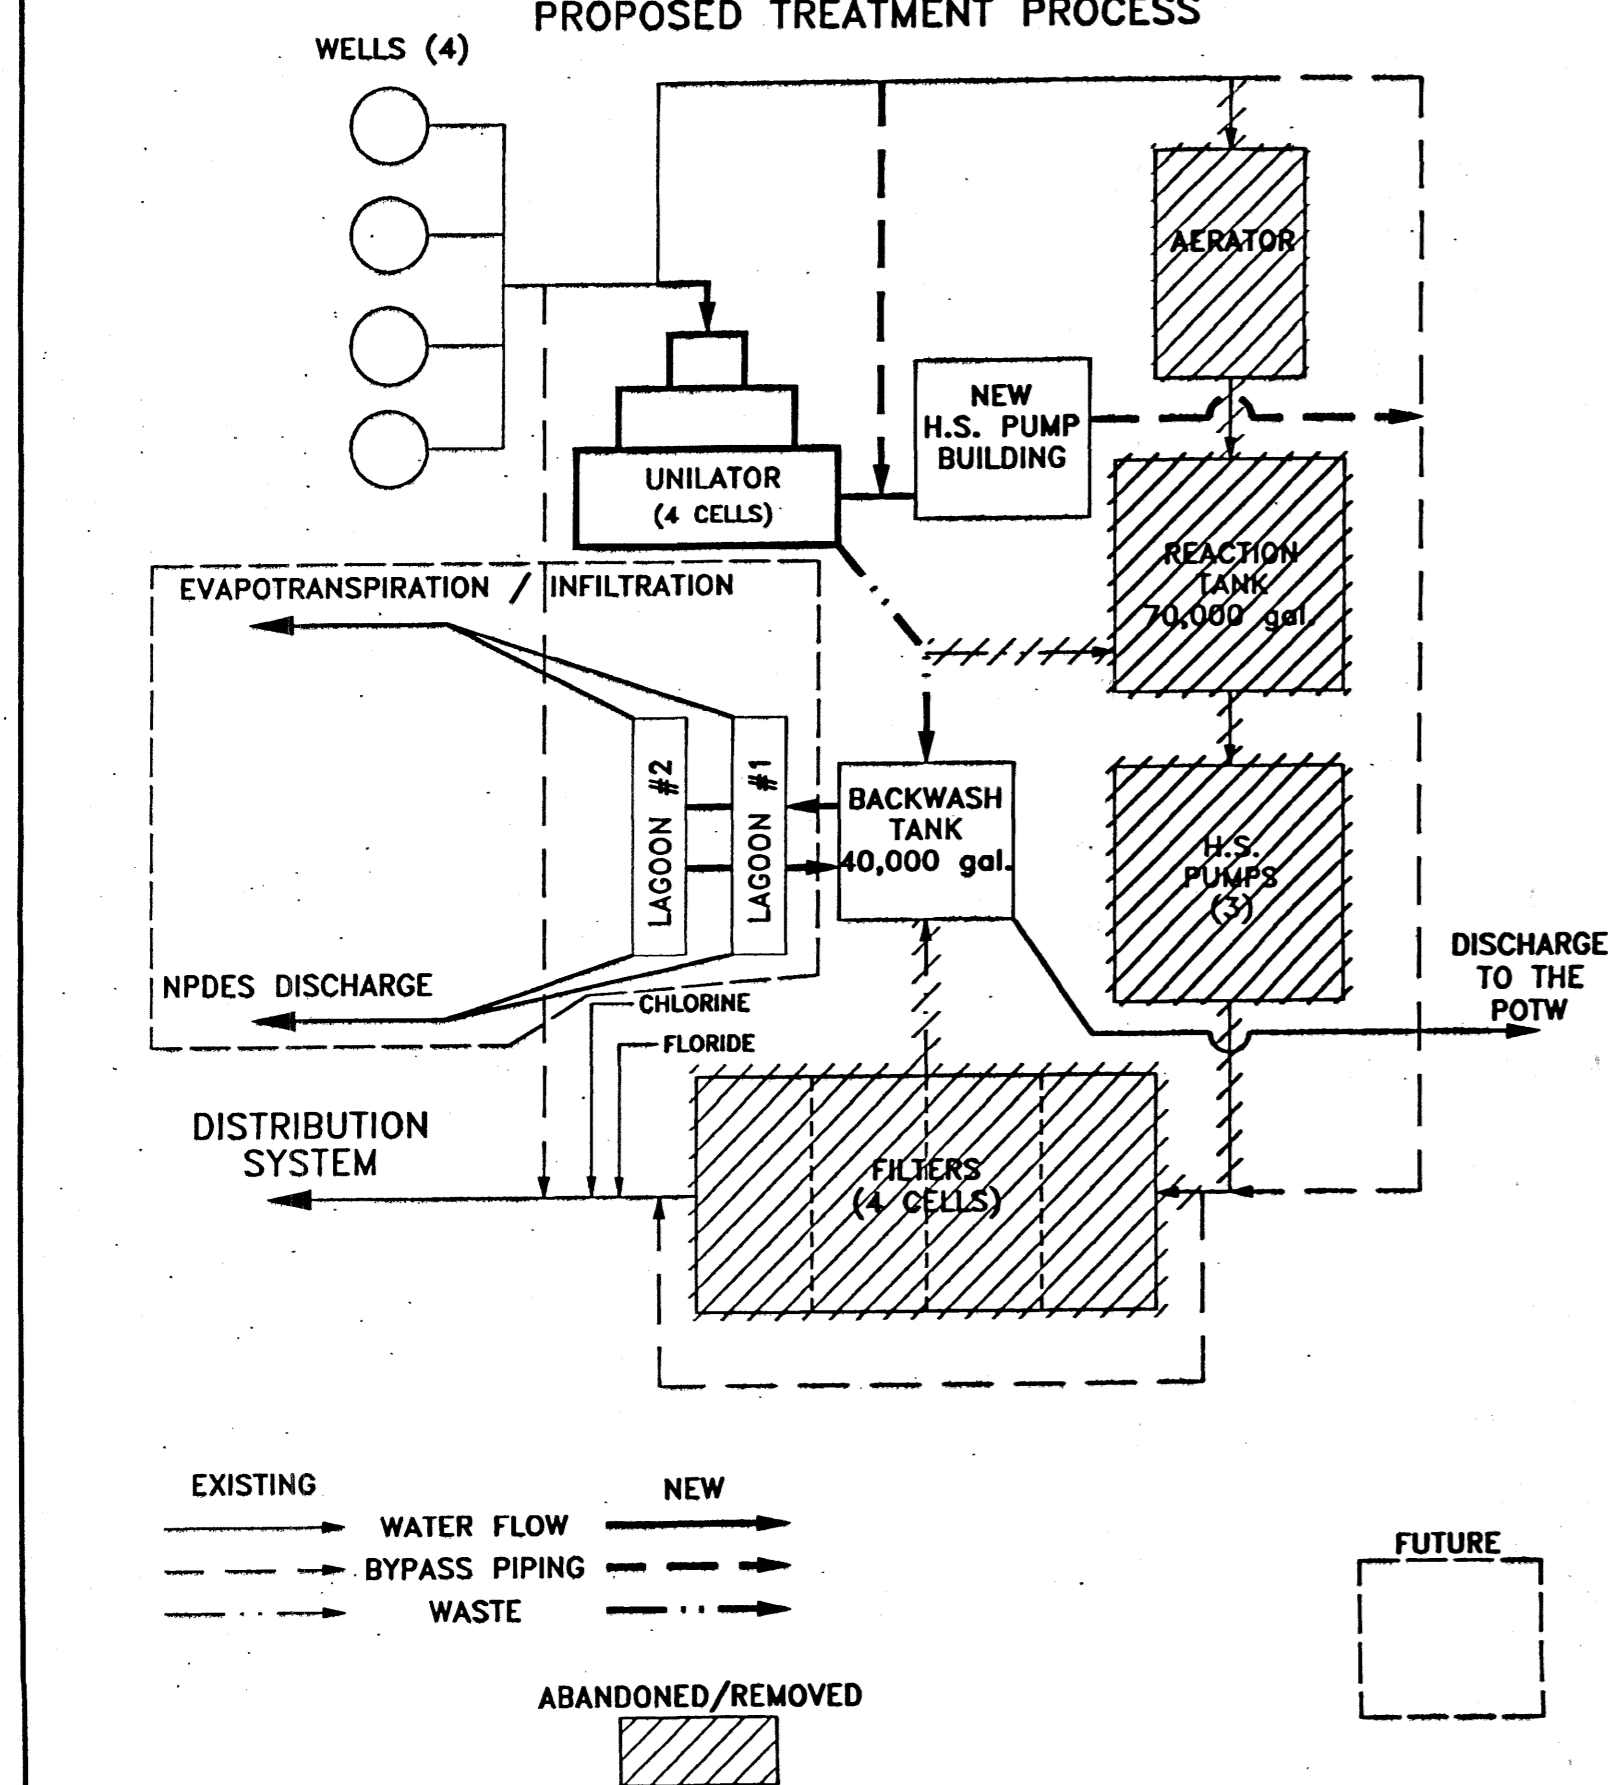 PROPOSED TREATMENT PROCESS
WELLS (4)
AERATOR
NEW
H.S. PUMP
BUILDING
UNILATOR
(4 CELLS)
REACTION
TANK
70,000 gal.
EVAPOTRANSPIRATION / INFILTRATION
LAGOON #2
LAGOON #1
BACKWASH
TANK
40,000 gal.
H.S.
PUMPS
(3)
DISCHARGE
TO THE
POTW
NPDES DISCHARGE
CHLORINE
FLORIDE
DISTRIBUTION
SYSTEM
FILTERS
(4 CELLS)
EXISTING
NEW
WATER FLOW
BYPASS PIPING
WASTE
FUTURE
ABANDONED/REMOVED